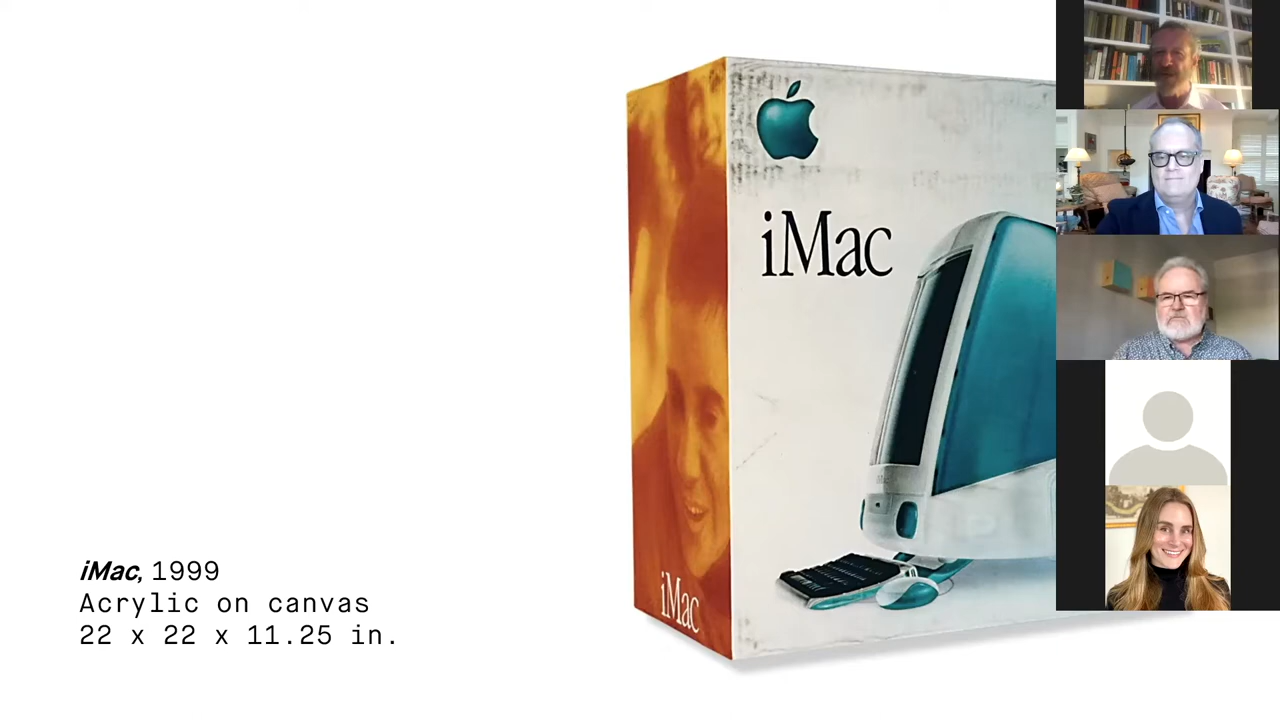 iMac
iMac
iMac, 1999
Acrylic on canvas
22 x 22 x 11.25 in.